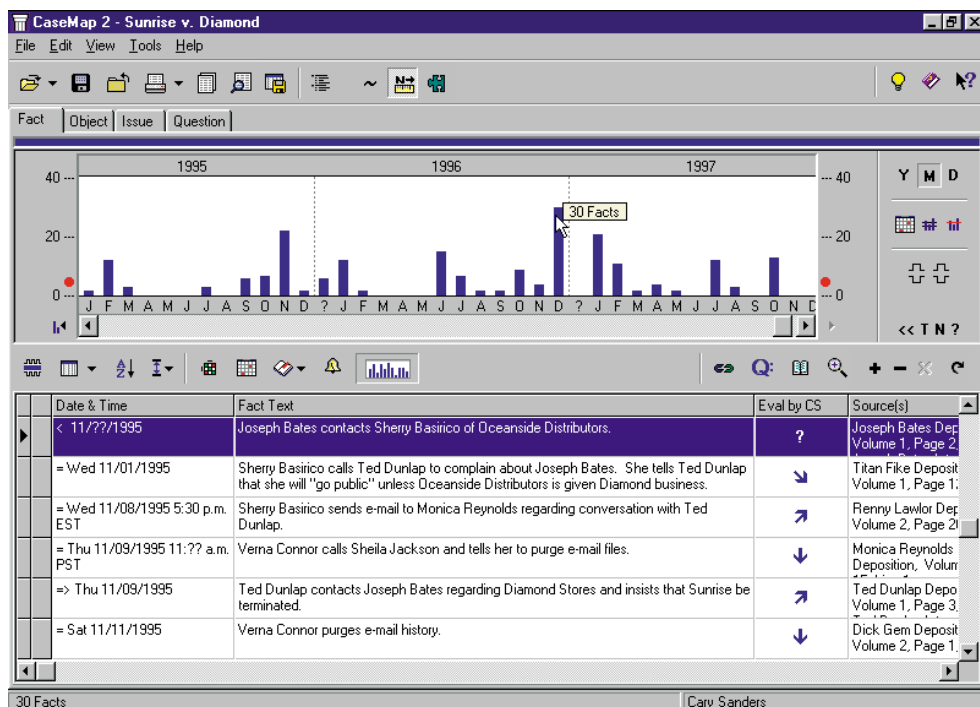 CaseMap 2 - Sunrise v. Diamond
File Edit View Tools Help
Fact Object Issue Question
1995 1996 1997
40 40
20 20
0 0
30 Facts
J F M A M J J A S O N D ? J F M A M J J A S O N D ? J F M A M J J A S O N D
Y M D
<< T N ?
Q:
Date & Time Fact Text Eval by CS Source(s)
< 11/??/1995 Joseph Bates contacts Sherry Basirico of Oceanside Distributors. ? Joseph Bates Dep
Volume 1, Page 2,
= Wed 11/01/1995 Sherry Basirico calls Ted Dunlap to complain about Joseph Bates. She tells Ted Dunlap Titan Fike Deposit
that she will "go public" unless Oceanside Distributors is given Diamond business. Volume 1, Page 1
= Wed 11/08/1995 5:30 p.m. Sherry Basirico sends e-mail to Monica Reynolds regarding conversation with Ted Renny Lawlor Dep
EST Dunlap. Volume 2, Page 2
= Thu 11/09/1995 11:?? a.m. Verna Connor calls Sheila Jackson and tells her to purge e-mail files. Monica Reynolds
PST Deposition, Volum
=> Thu 11/09/1995 Ted Dunlap contacts Joseph Bates regarding Diamond Stores and insists that Sunrise be Ted Dunlap Depo
terminated. Volume 1, Page 3,
= Sat 11/11/1995 Verna Connor purges e-mail history. Dick Gem Deposit
Volume 2, Page 1,
30 Facts Cary Sanders